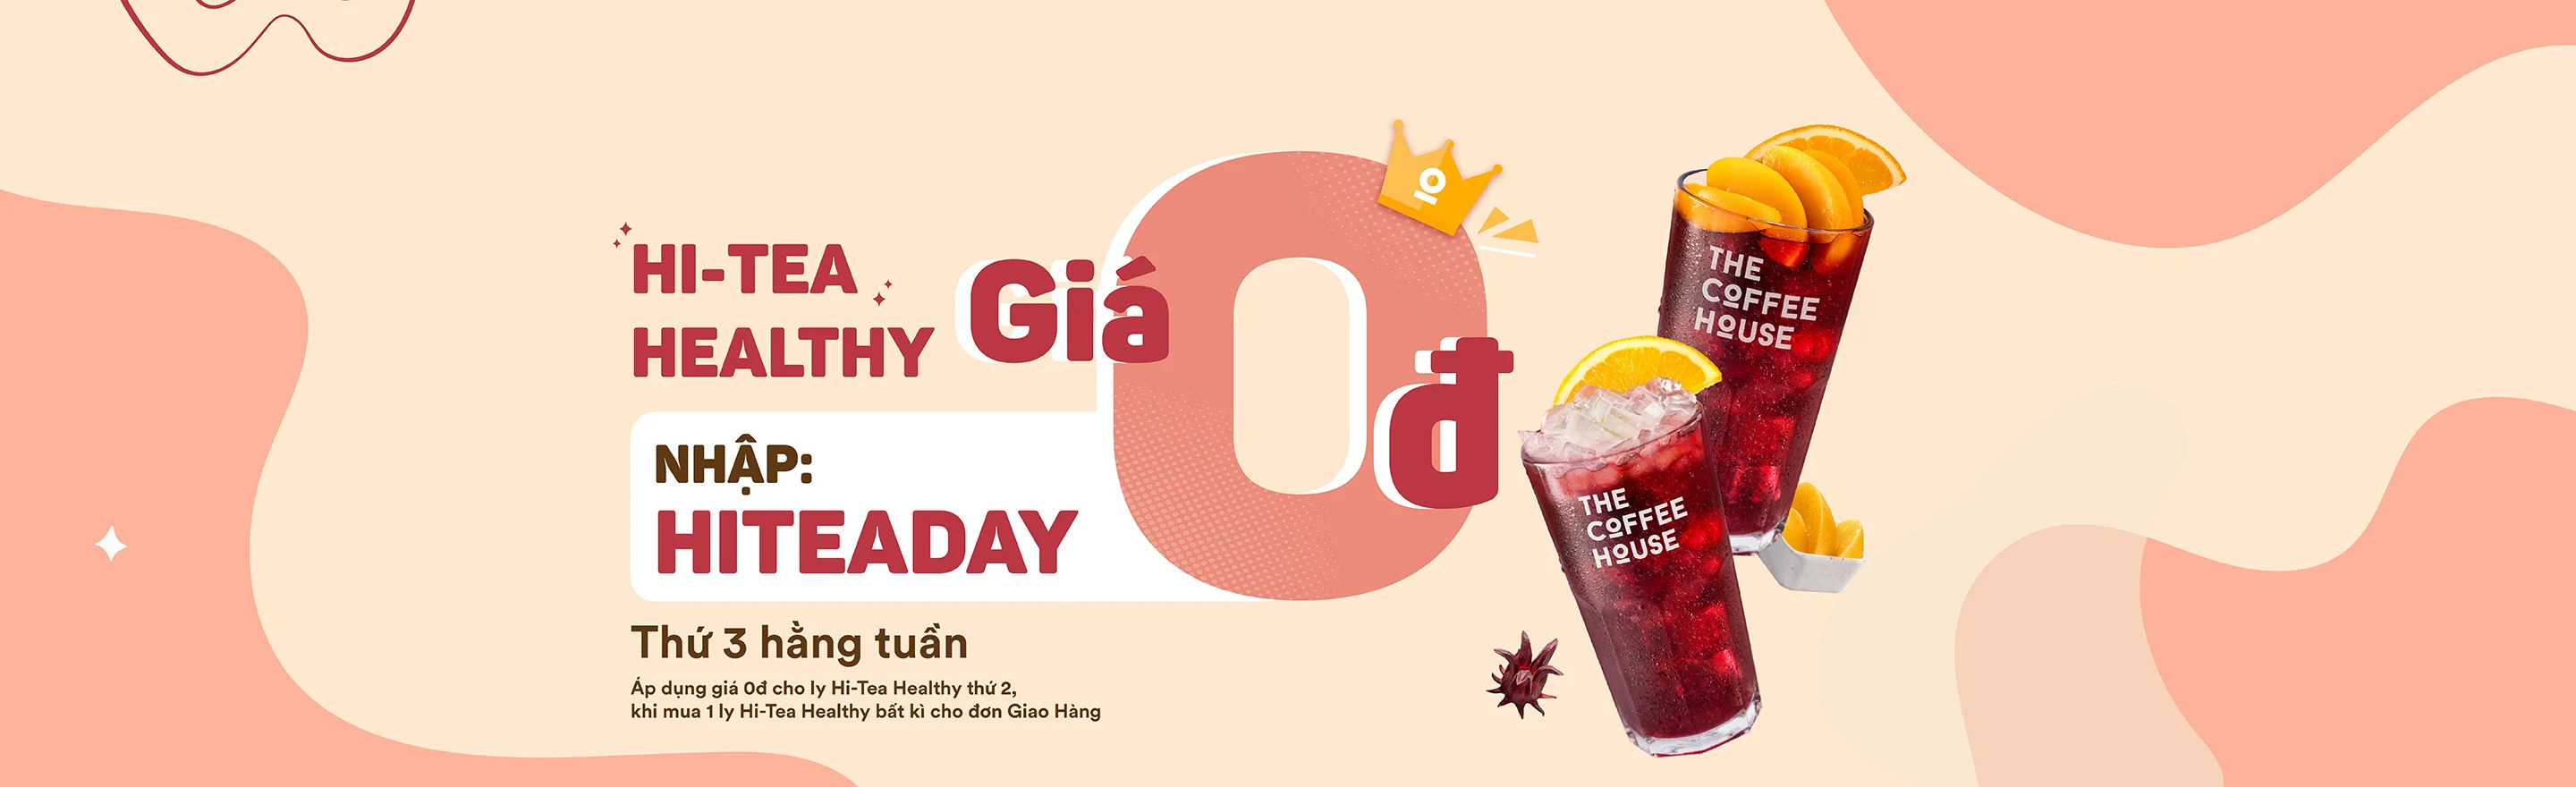 HI-TEA
HEALTHY
Giá
0đ
NHẬP:
HITEADAY
Thứ 3 hằng tuần
Áp dụng giá 0đ cho ly Hi-Tea Healthy thứ 2,
khi mua 1 ly Hi-Tea Healthy bất kì cho đơn Giao Hàng
THE
COFFEE
HOUSE
THE
COFFEE
HOUSE